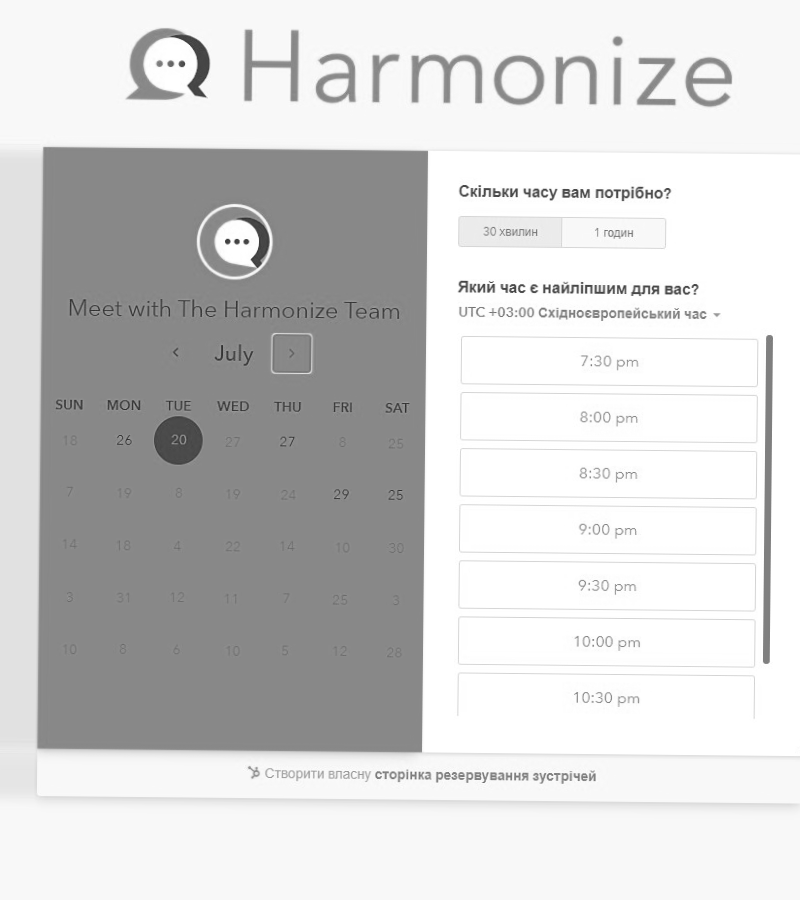 Harmonize
Meet with The Harmonize Team
July
SUN MON TUE WED THU FRI SAT
18 26 20 27 27 8 25
7 19 8 19 24 29 25
14 18 4 22 14 10 30
3 31 12 11 7 25 3
10 8 6 10 5 12 28
Скільки часу вам потрібно?
30 хвилин 1 годин
Який час є найліпшим для вас?
UTC +03:00 Східноєвропейський час
7:30 pm
8:00 pm
8:30 pm
9:00 pm
9:30 pm
10:00 pm
10:30 pm
Створити власну сторінка резервування зустрічей